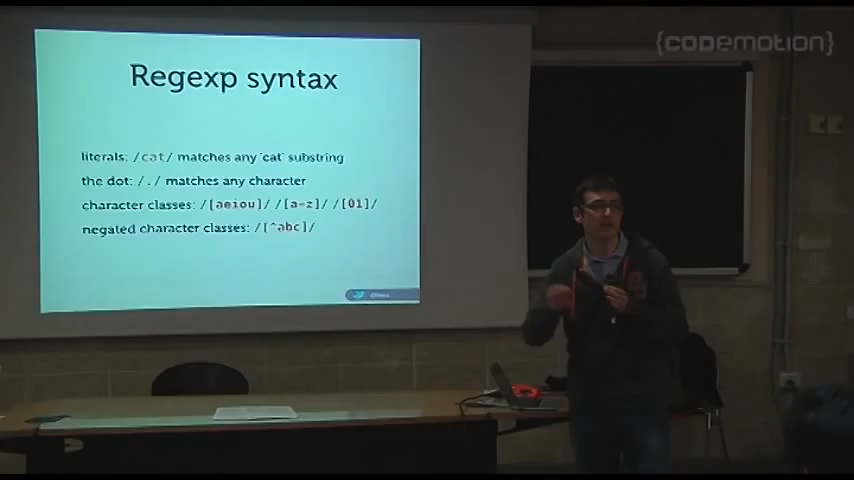 {codemotion}
Regexp syntax
literals: /cat/ matches any 'cat' substring
the dot: /./ matches any character
character classes: /[aeiou]/ /[a-z]/ /[01]/
negated character classes: /[^abc]/